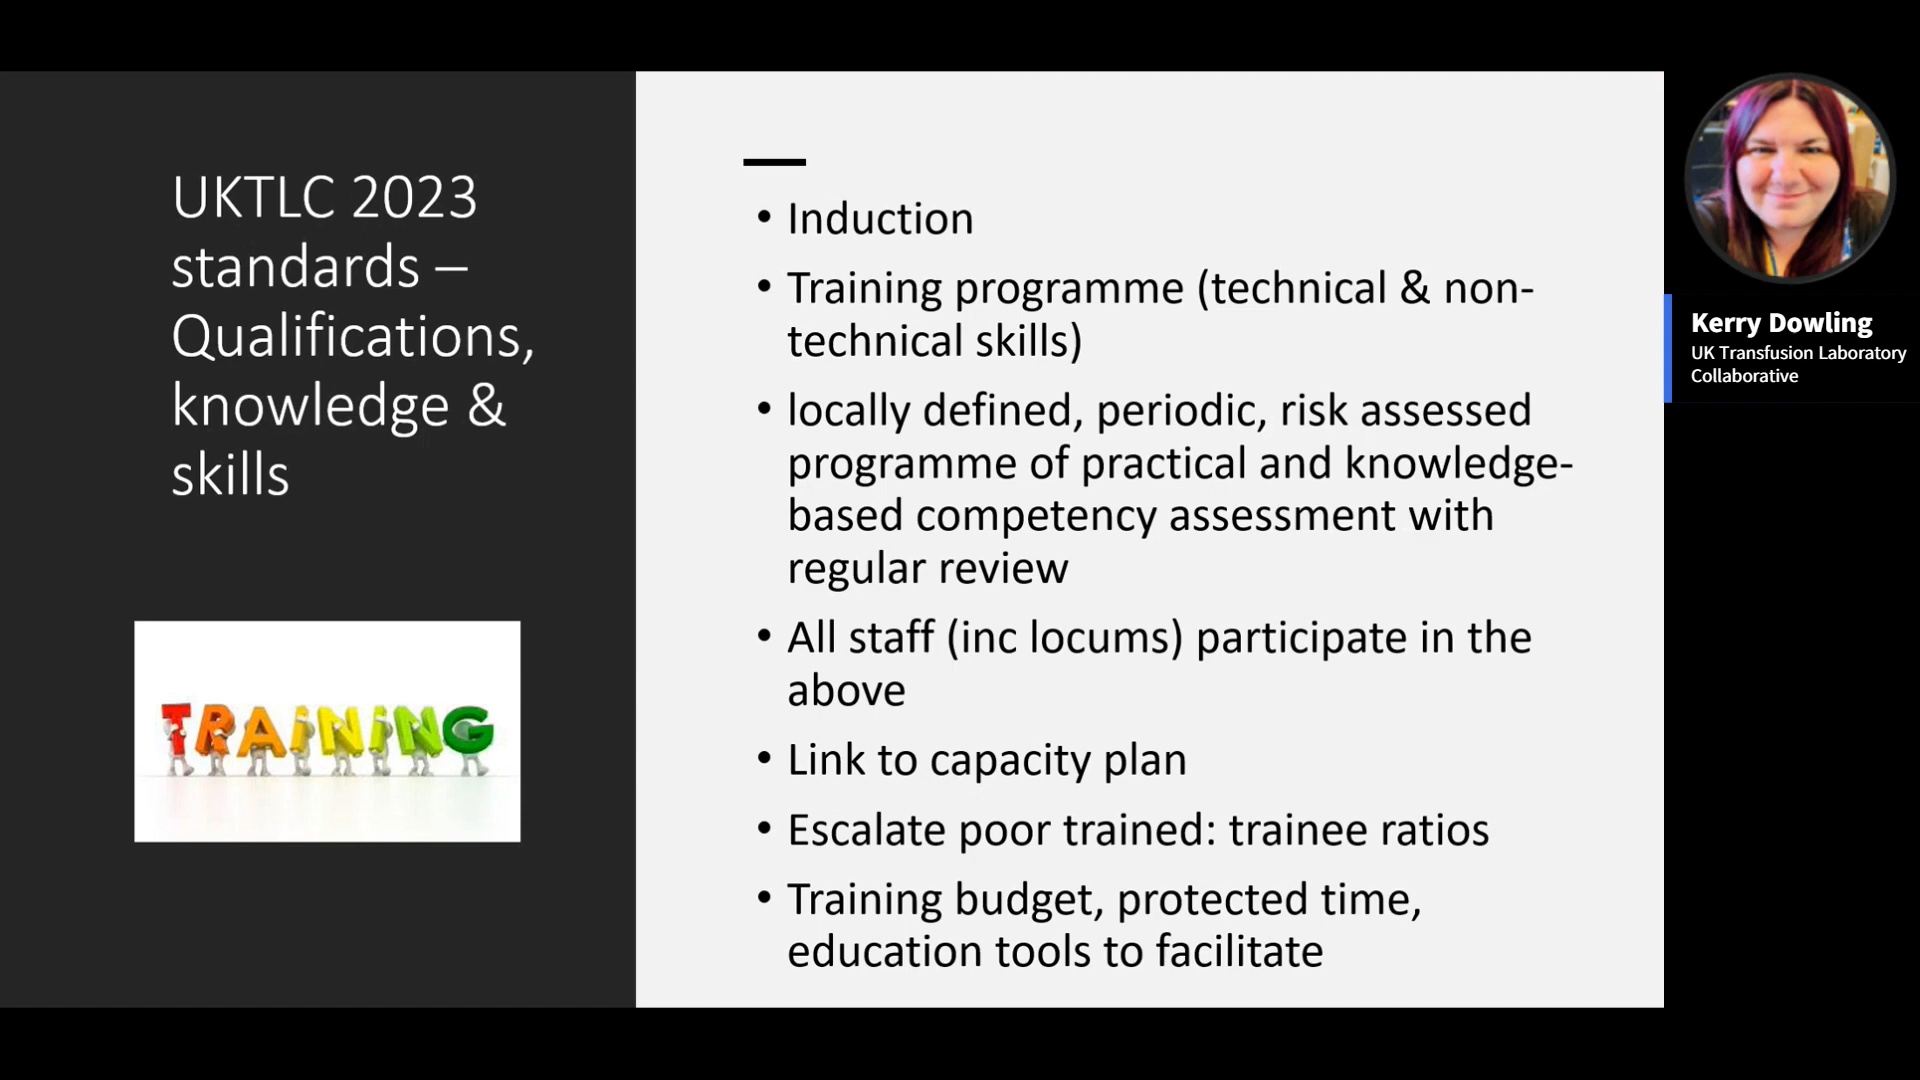 UKTLC 2023
standards –
Qualifications,
knowledge &
skills
TRAINING
• Induction
• Training programme (technical & non-
technical skills)
• locally defined, periodic, risk assessed
programme of practical and knowledge-
based competency assessment with
regular review
• All staff (inc locums) participate in the
above
• Link to capacity plan
• Escalate poor trained: trainee ratios
• Training budget, protected time,
education tools to facilitate
Kerry Dowling
UK Transfusion Laboratory
Collaborative